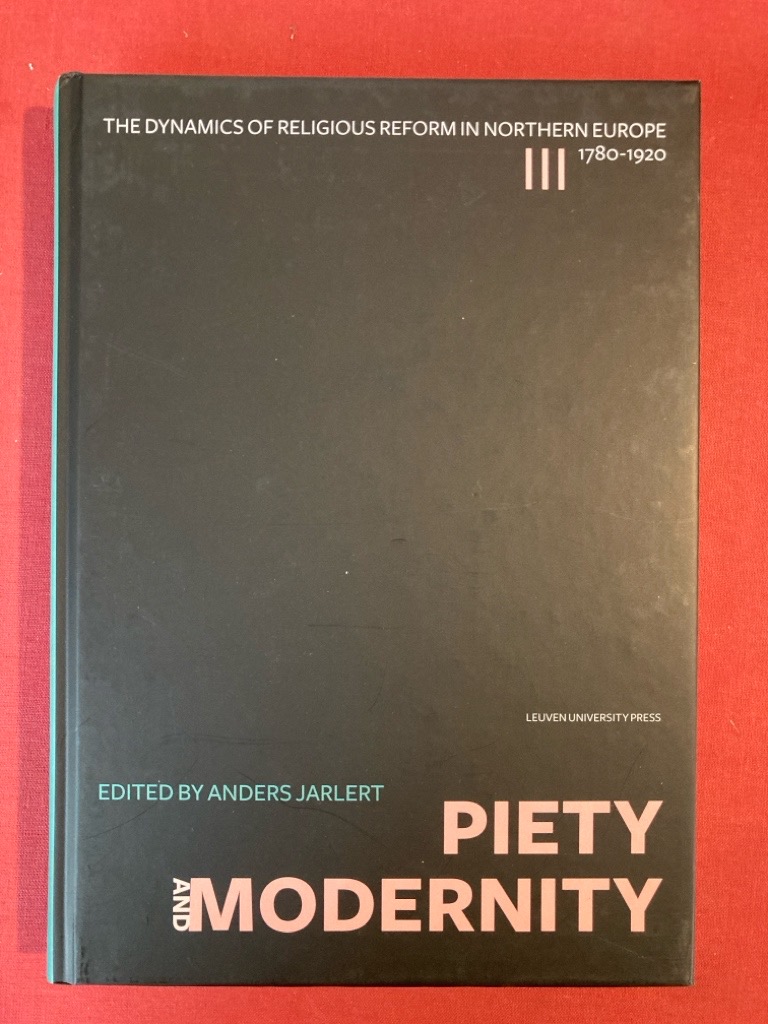 THE DYNAMICS OF RELIGIOUS REFORM IN NORTHERN EUROPE
III 1780-1920
LEUVEN UNIVERSITY PRESS
EDITED BY ANDERS JARLERT
PIETY
AND MODERNITY